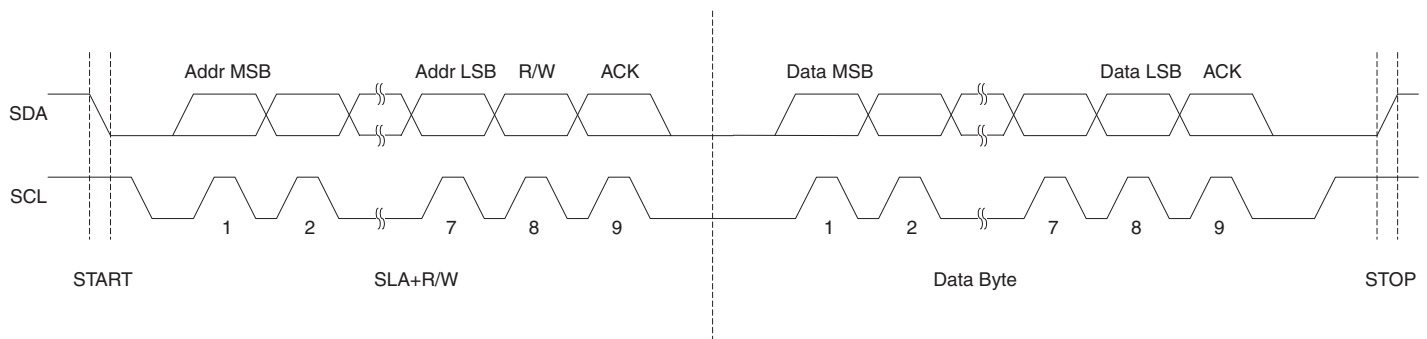 Addr MSB Addr LSB R/W ACK Data MSB Data LSB ACK
SDA
SCL
1 2 7 8 9 1 2 7 8 9
START SLA+R/W Data Byte STOP